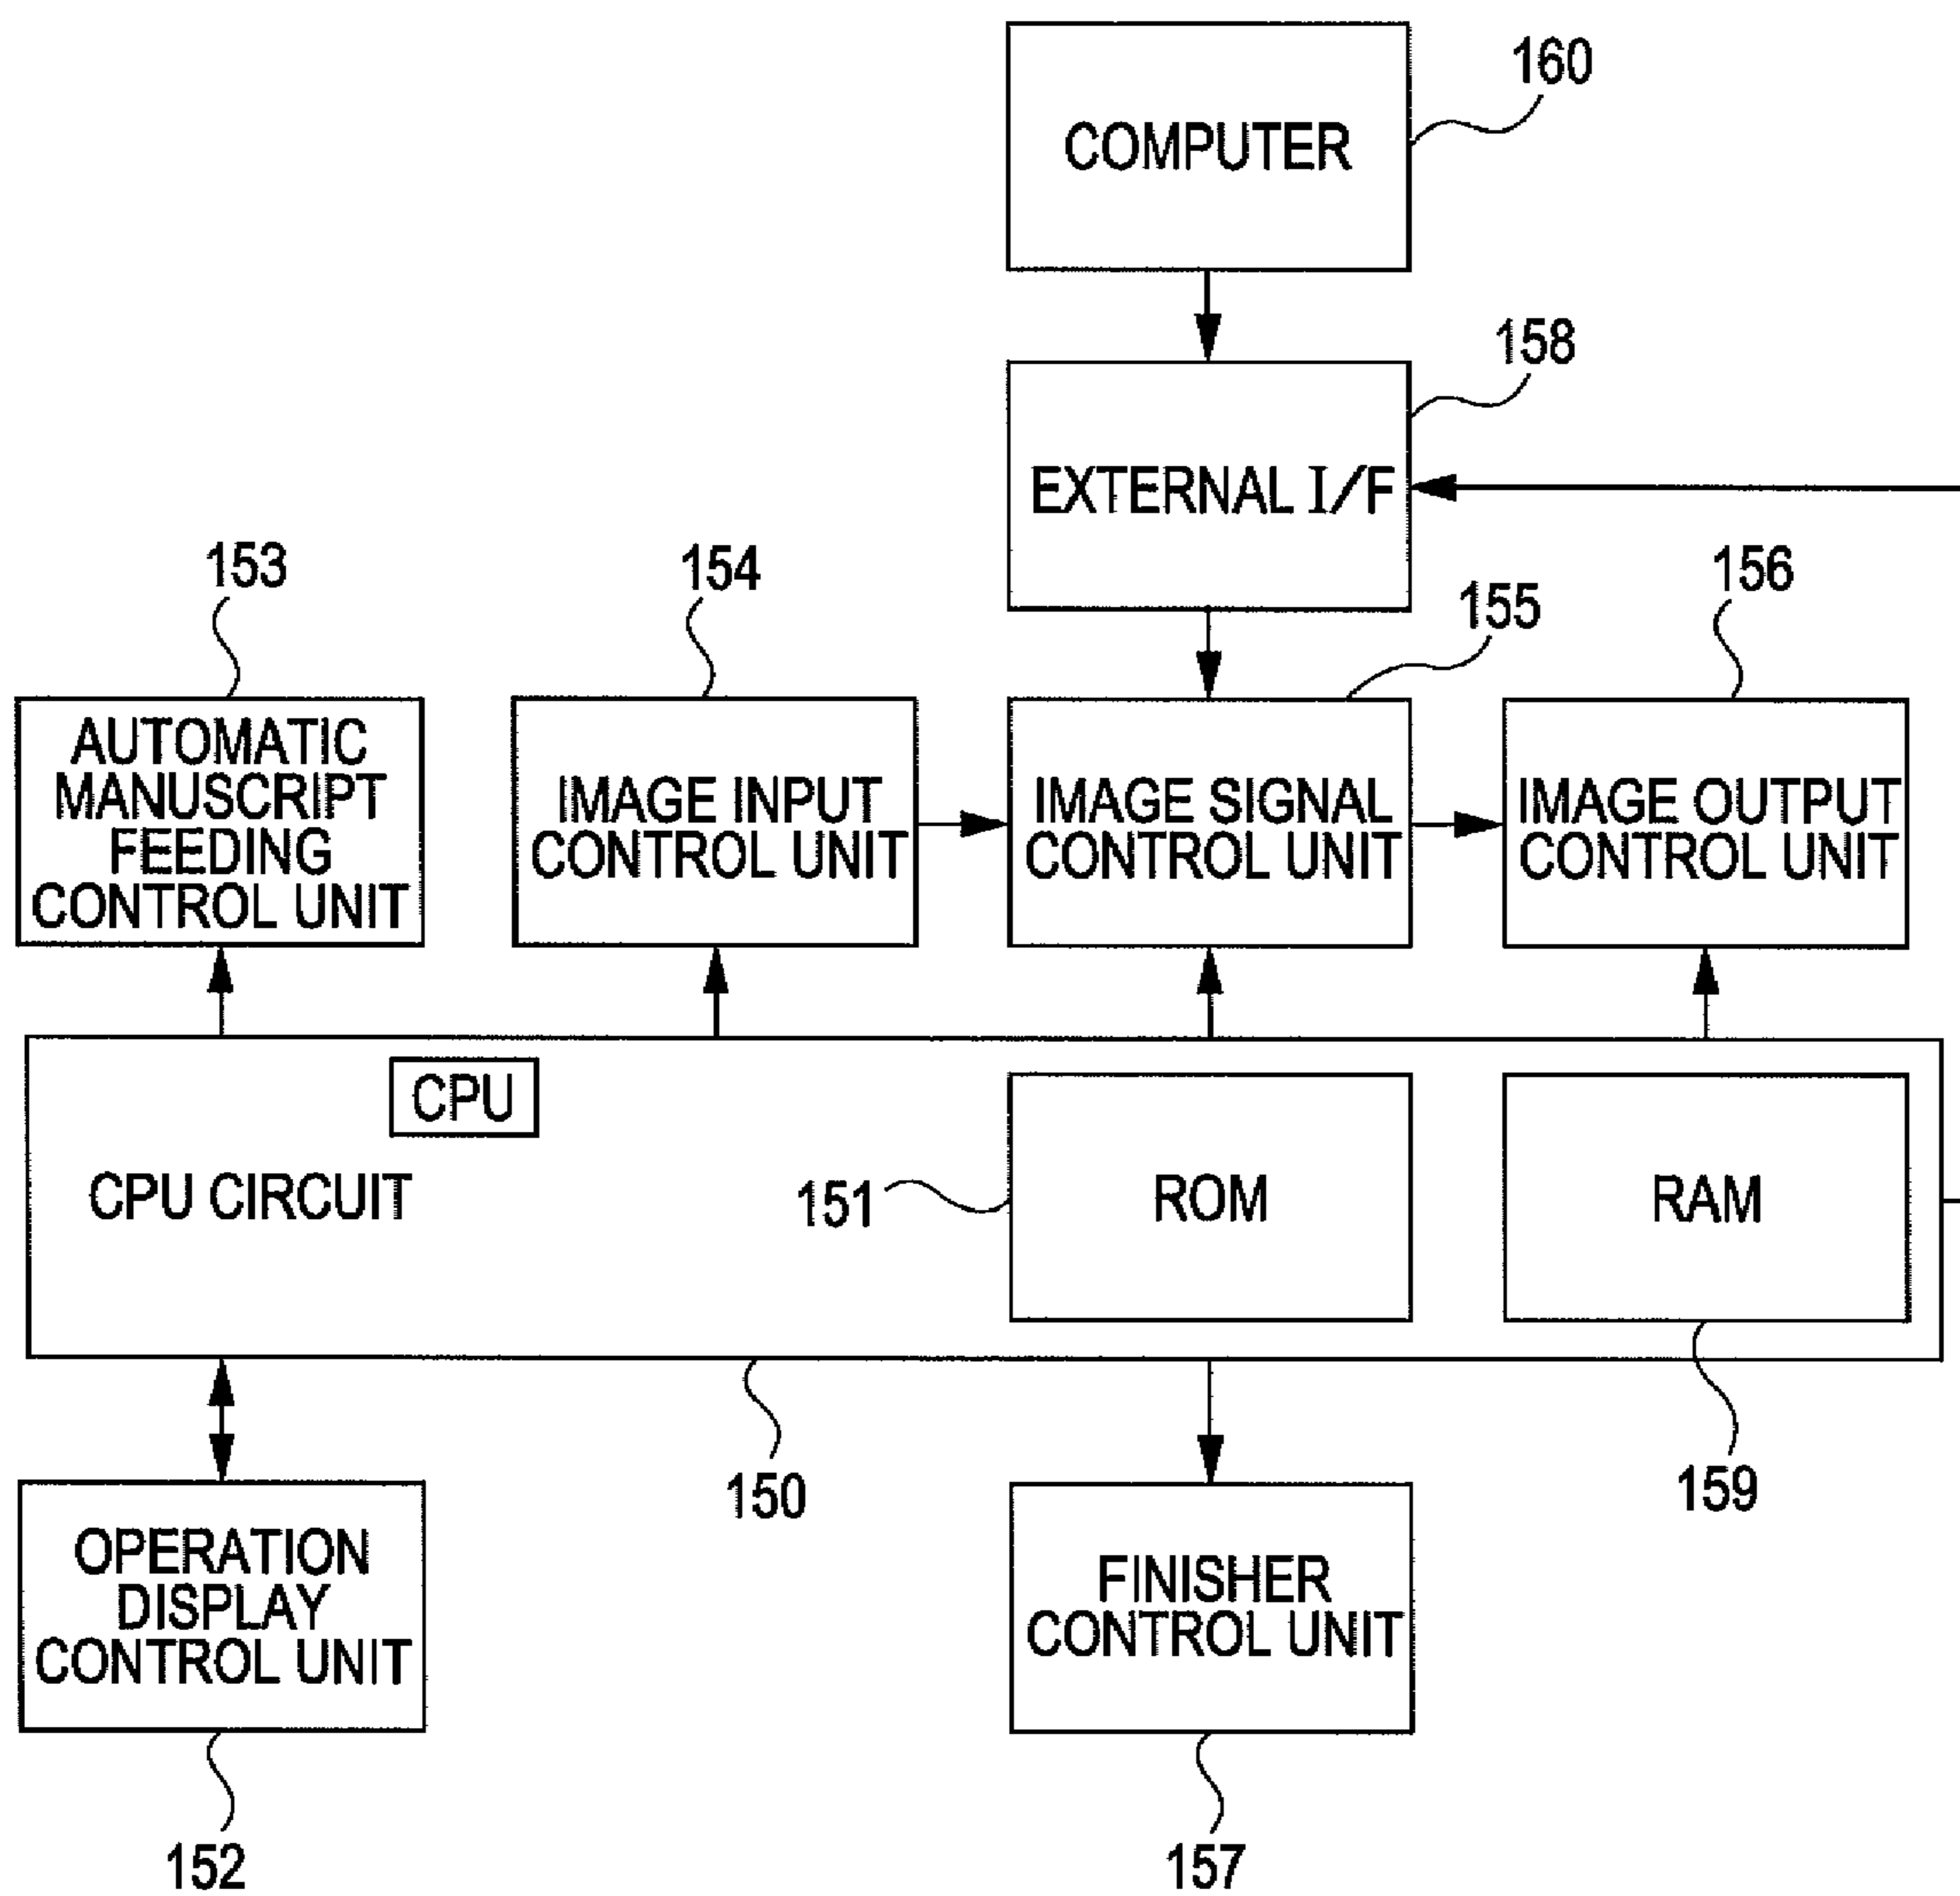 160
COMPUTER
158
EXTERNAL I/F
153
154
155
156
AUTOMATIC
MANUSCRIPT
FEEDING
CONTROL UNIT
IMAGE INPUT
CONTROL UNIT
IMAGE SIGNAL
CONTROL UNIT
IMAGE OUTPUT
CONTROL UNIT
CPU
CPU CIRCUIT
151
ROM
RAM
150
159
OPERATION
DISPLAY
CONTROL UNIT
FINISHER
CONTROL UNIT
152
157